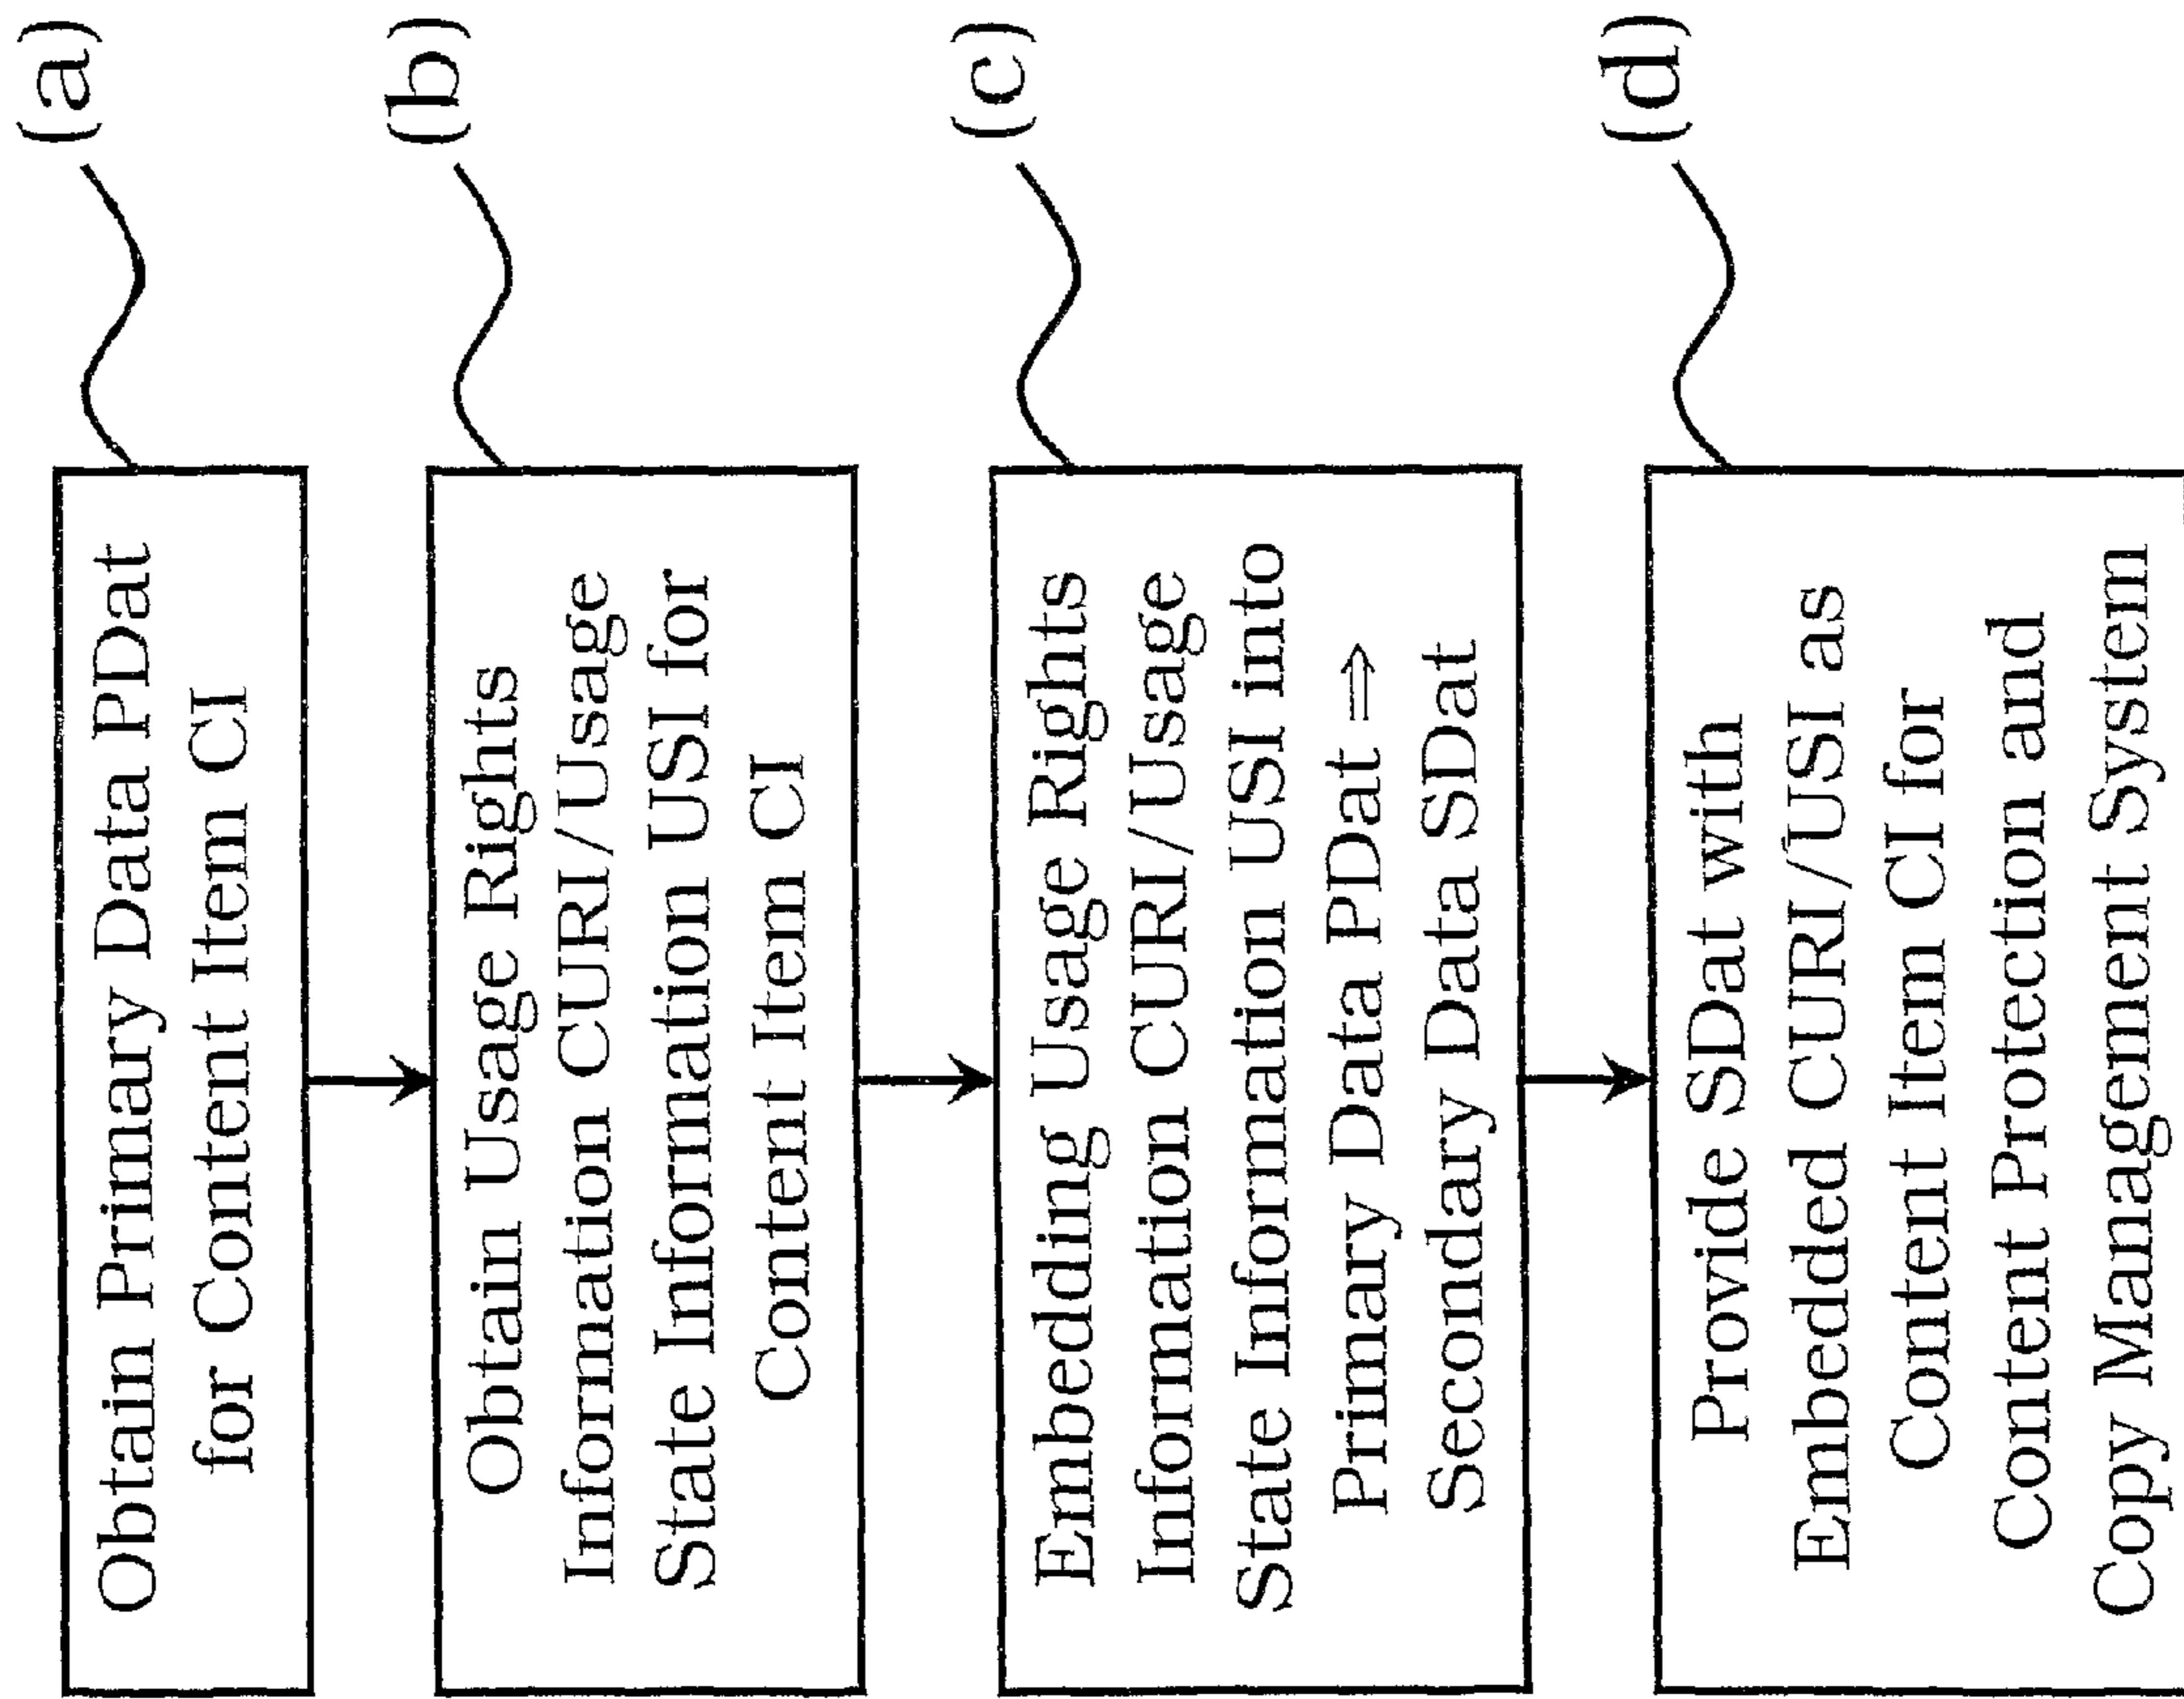 Obtain Primary Data PDat
for Content Item CI
(a)
Obtain Usage Rights
Information CURI/Usage
State Information USI for
Content Item CI
(b)
Embedding Usage Rights
Information CURI/Usage
State Information USI into
Primary Data PDat ⇒
Secondary Data SDat
(c)
Provide SDat with
Embedded CURI/USI as
Content Item CI for
Content Protection and
Copy Management System
(d)